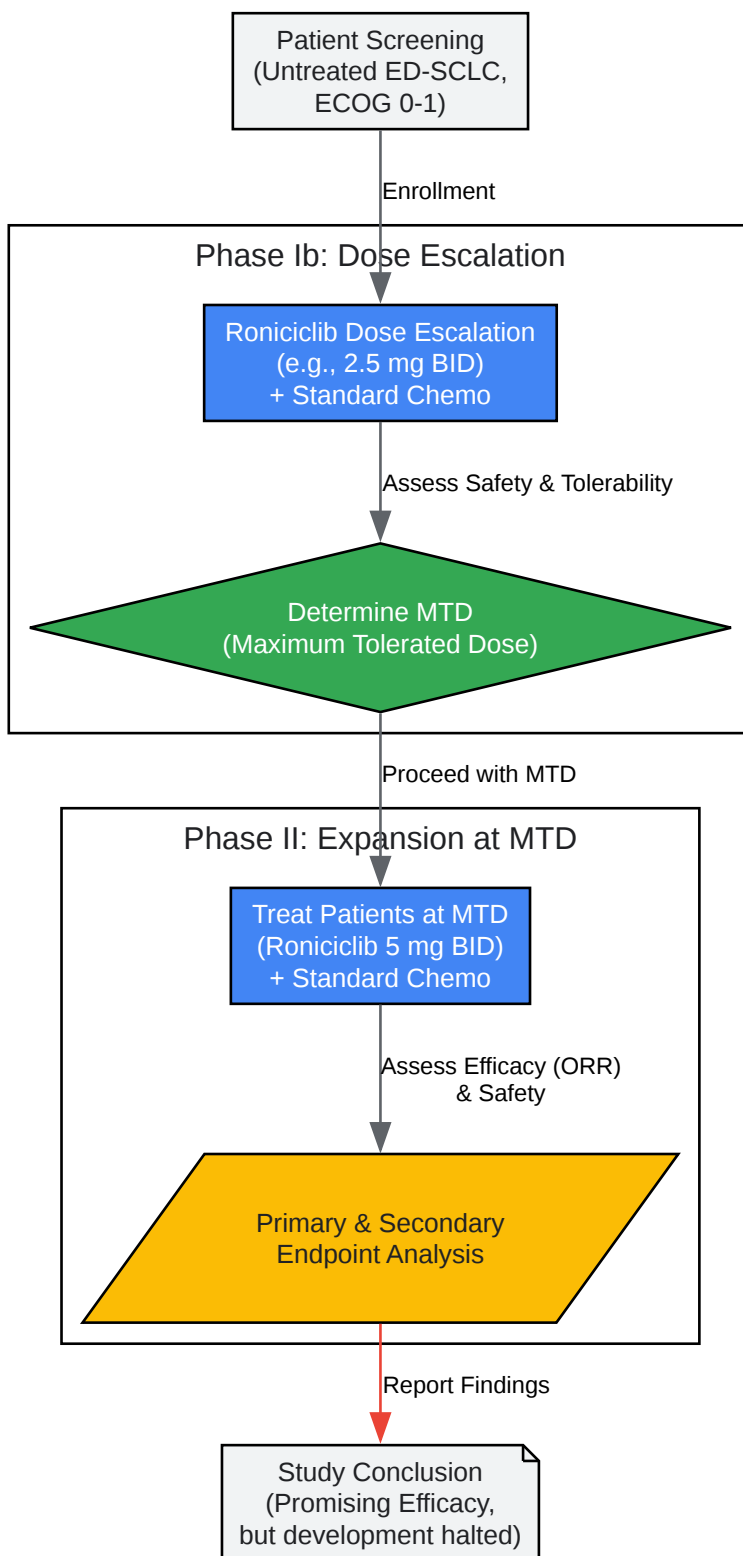 Patient Screening
(Untreated ED-SCLC,
ECOG 0-1)
Enrollment
Phase Ib: Dose Escalation
Roniciclib Dose Escalation
(e.g., 2.5 mg BID)
+ Standard Chemo
Assess Safety & Tolerability
Determine MTD
(Maximum Tolerated Dose)
Proceed with MTD
Phase II: Expansion at MTD
Treat Patients at MTD
(Roniciclib 5 mg BID)
+ Standard Chemo
Assess Efficacy (ORR)
& Safety
Primary & Secondary
Endpoint Analysis
Report Findings
Study Conclusion
(Promising Efficacy,
but development halted)